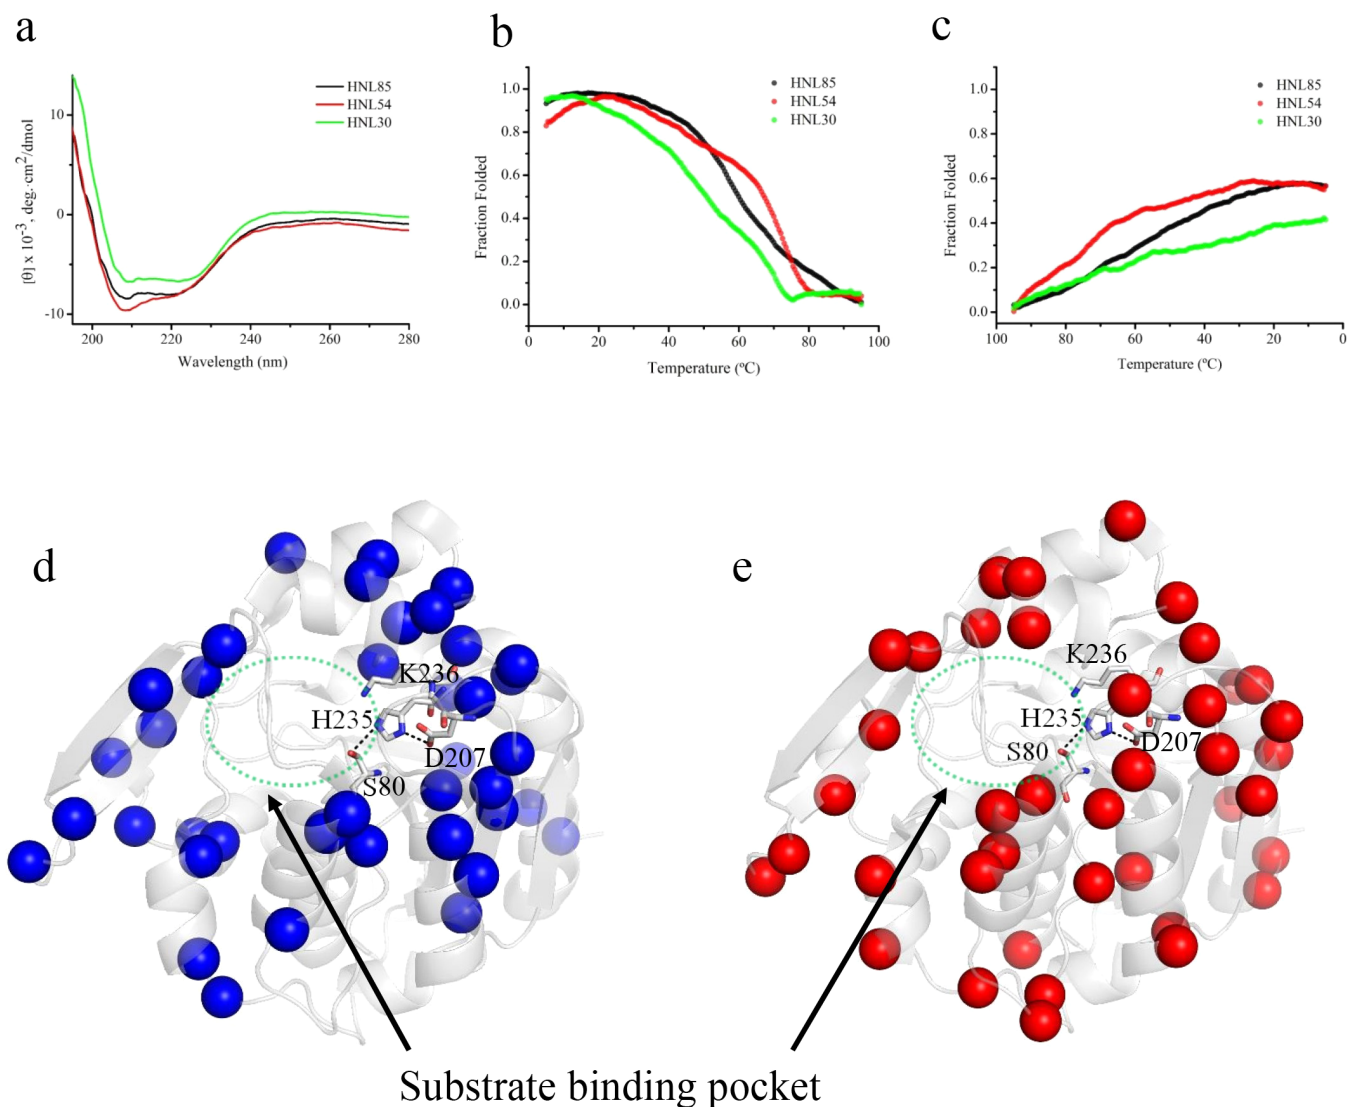 a
b
c
HNL85
HNL54
HNL30
10
0
-10
[θ] x 10⁻³, deg.·cm²/dmol
200
220
240
260
280
Wavelength (nm)
HNL85
HNL54
HNL30
1.0
0.8
0.6
0.4
0.2
0.0
Fraction Folded
0
20
40
60
80
100
Temperature (ºC)
HNL85
HNL54
HNL30
1.0
0.8
0.6
0.4
0.2
0.0
Fraction Folded
100
80
60
40
20
0
Temperature (ºC)
d
K236
H235
D207
S80
e
K236
H235
D207
S80
Substrate binding pocket